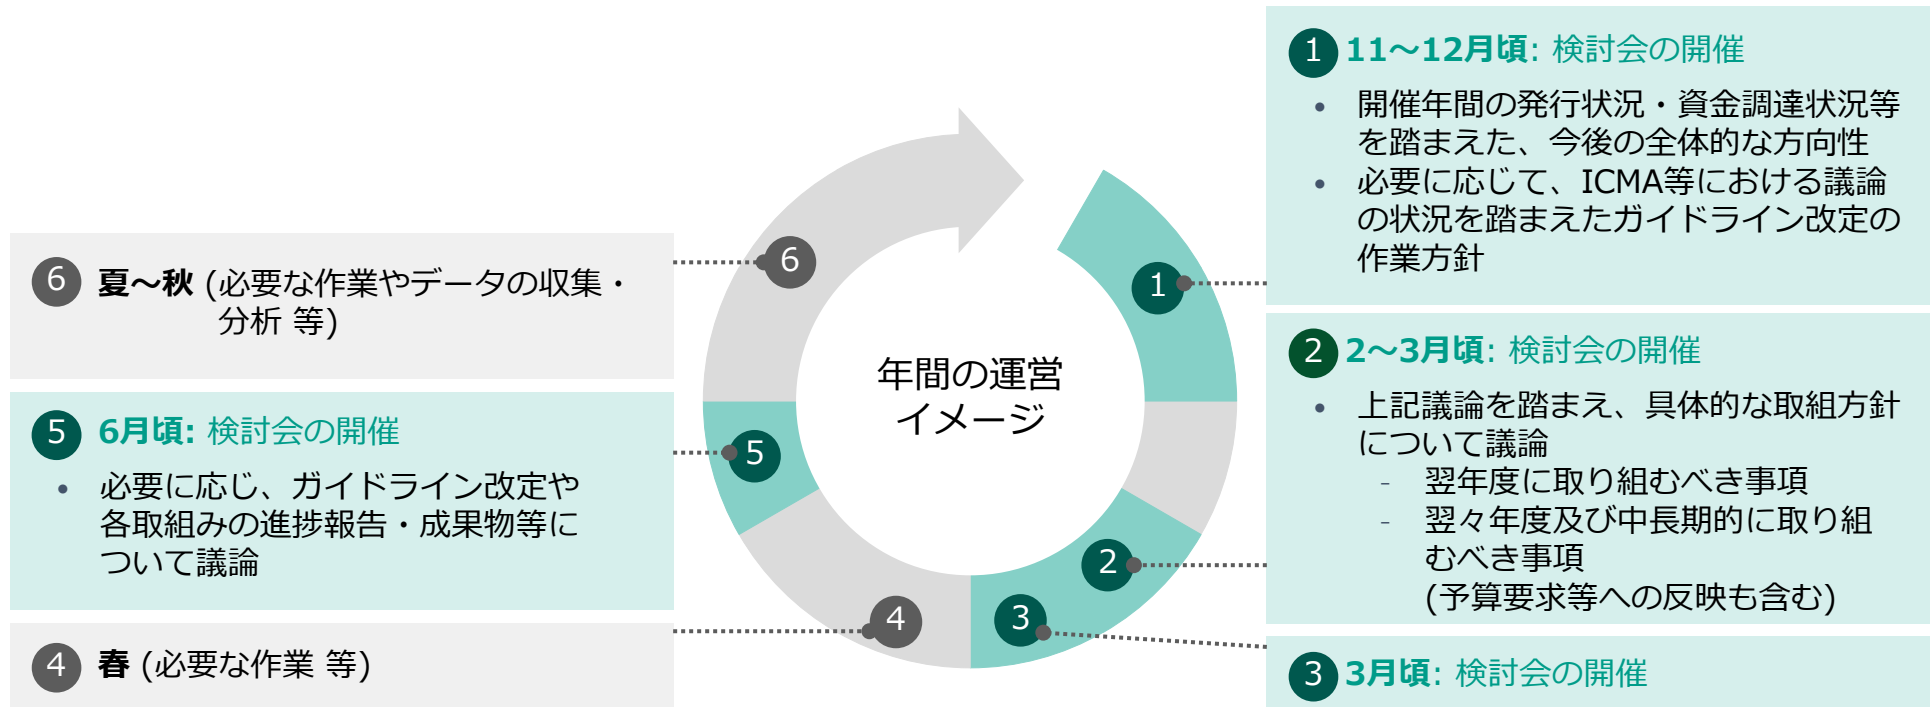 1 11～12月頃: 検討会の開催
• 開催年間の発行状況・資金調達状況等
を踏まえた、今後の全体的な方向性
• 必要に応じて、ICMA等における議論
の状況を踏まえたガイドライン改定の
作業方針
2 2～3月頃: 検討会の開催
• 上記議論を踏まえ、具体的な取組方針
について議論
- 翌年度に取り組むべき事項
- 翌々年度及び中長期的に取り組
むべき事項
(予算要求等への反映も含む)
3 3月頃: 検討会の開催
4 春 (必要な作業 等)
5 6月頃: 検討会の開催
• 必要に応じ、ガイドライン改定や
各取組みの進捗報告・成果物等に
ついて議論
6 夏～秋 (必要な作業やデータの収集・
分析 等)
年間の運営
イメージ
1
2
3
4
5
6